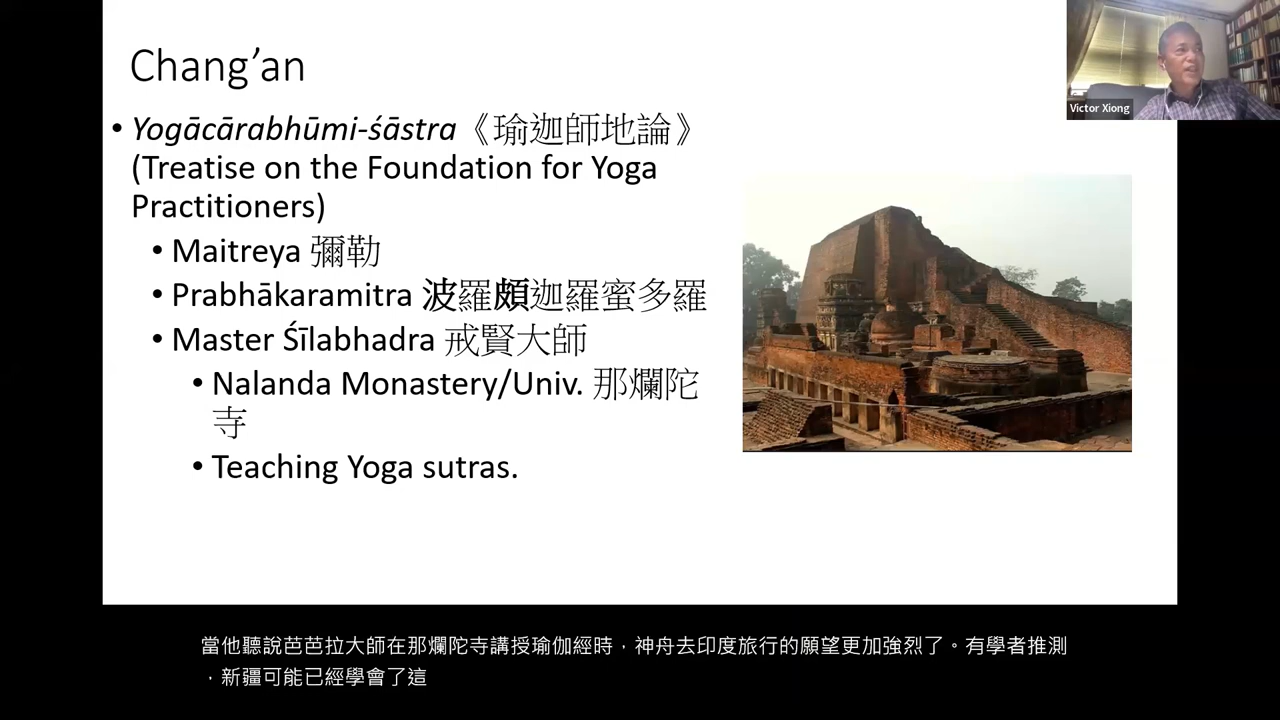 Chang’an
Victor Xiong
• Yogācārabhūmi-śāstra《瑜迦師地論》
(Treatise on the Foundation for Yoga
Practitioners)
• Maitreya 彌勒
• Prabhākaramitra 波羅頗迦羅蜜多羅
• Master Śīlabhadra 戒賢大師
• Nalanda Monastery/Univ. 那爛陀
寺
• Teaching Yoga sutras.
當他聽說芭芭拉大師在那爛陀寺講授瑜伽經時，神舟去印度旅行的願望更加強烈了。有學者推測
，新疆可能已經學會了這